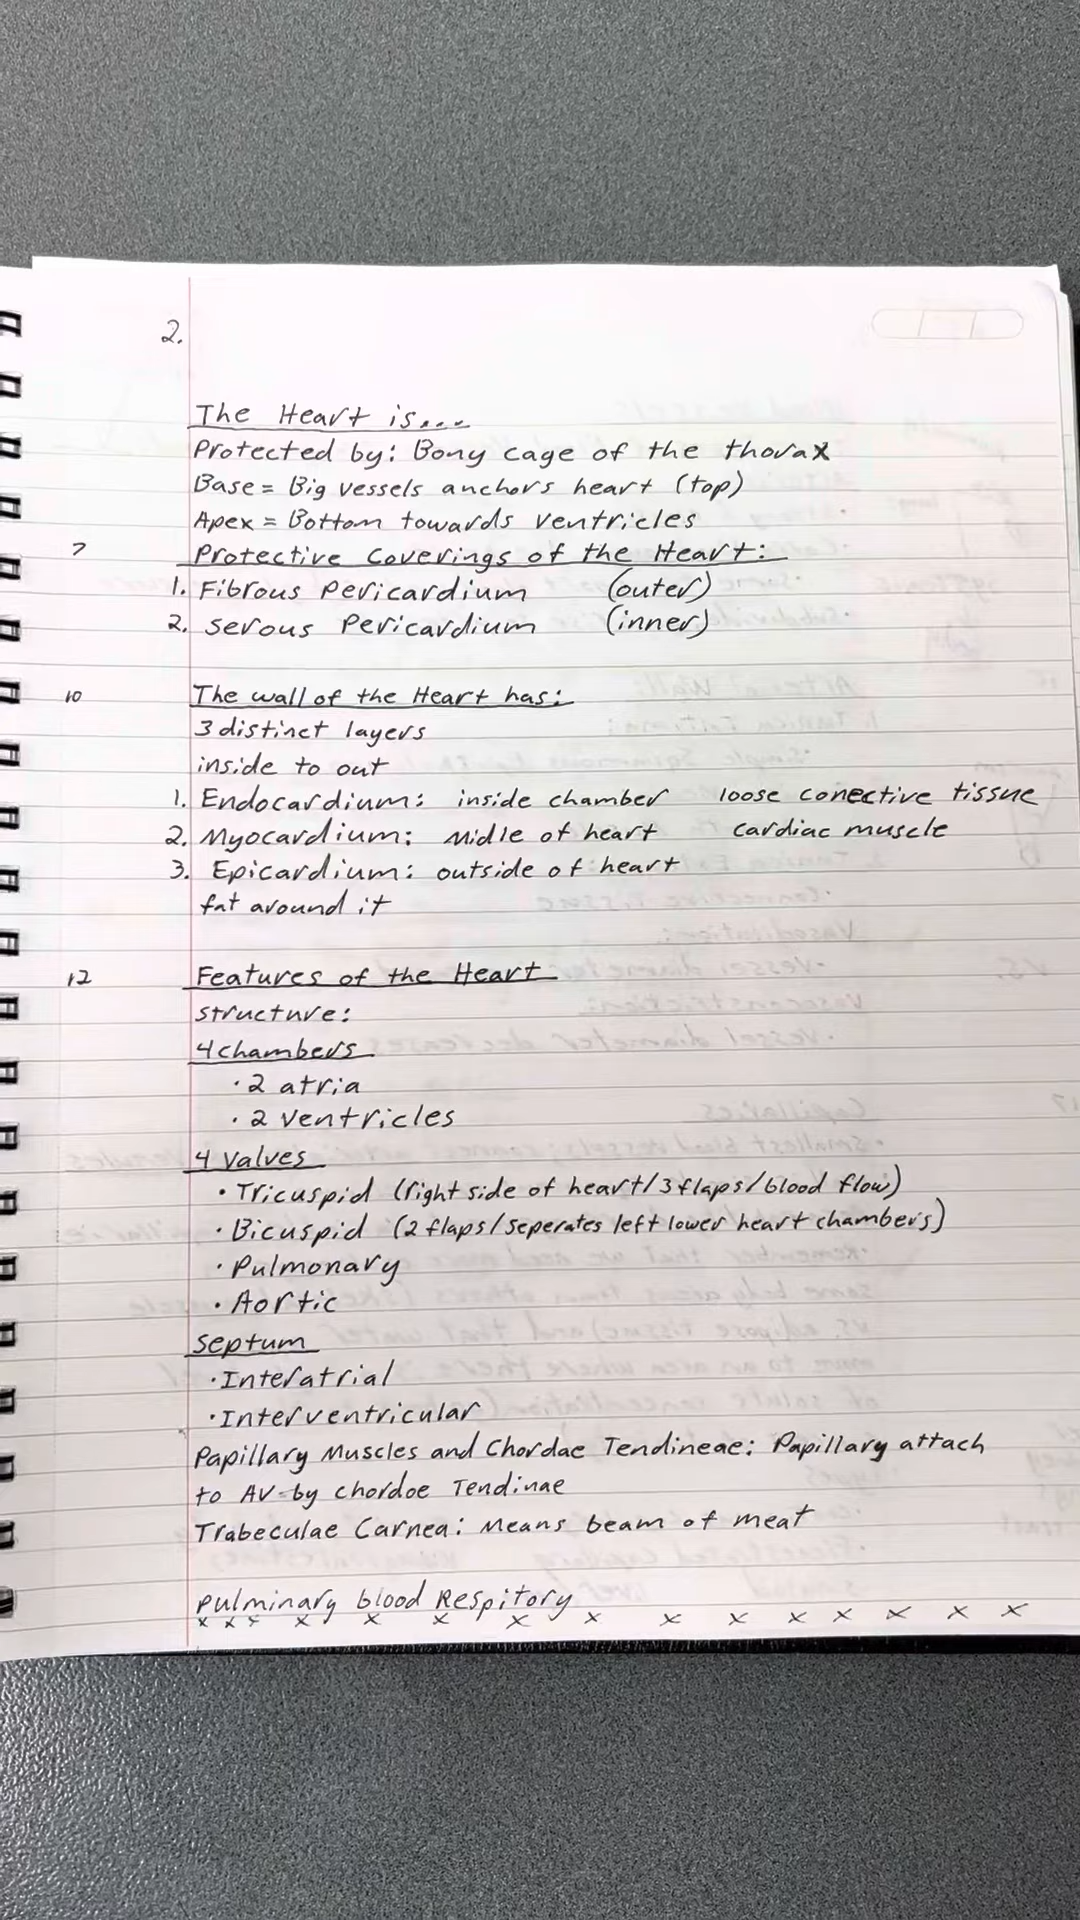 2.
The Heart is...
Protected by: Bony cage of the thorax
Base = Big vessels anchors heart (top)
Apex = Bottom towards ventricles
7 Protective Coverings of the Heart:
1. Fibrous Pericardium (outer)
2. Serous Pericardium (inner)
10 The wall of the Heart has:
3 distinct layers
inside to out
1. Endocardium: inside chamber loose conective tissue
2. Myocardium: Midle of heart cardiac muscle
3. Epicardium: outside of heart
fat around it
12 Features of the Heart
structure:
4 chambers
• 2 atria
• 2 ventricles
4 Valves
• Tricuspid (right side of heart/3 flaps/blood flow)
• Bicuspid (2 flaps/seperates left lower heart chambers)
• Pulmonary
• Aortic
Septum
• Interatrial
• Interventricular
Papillary Muscles and Chordae Tendineae: Papillary attach
to AV by chordoe Tendinae
Trabeculae Carnea: Means beam of meat
Pulminary blood Respitory
x x x x x x x x x x x x x x